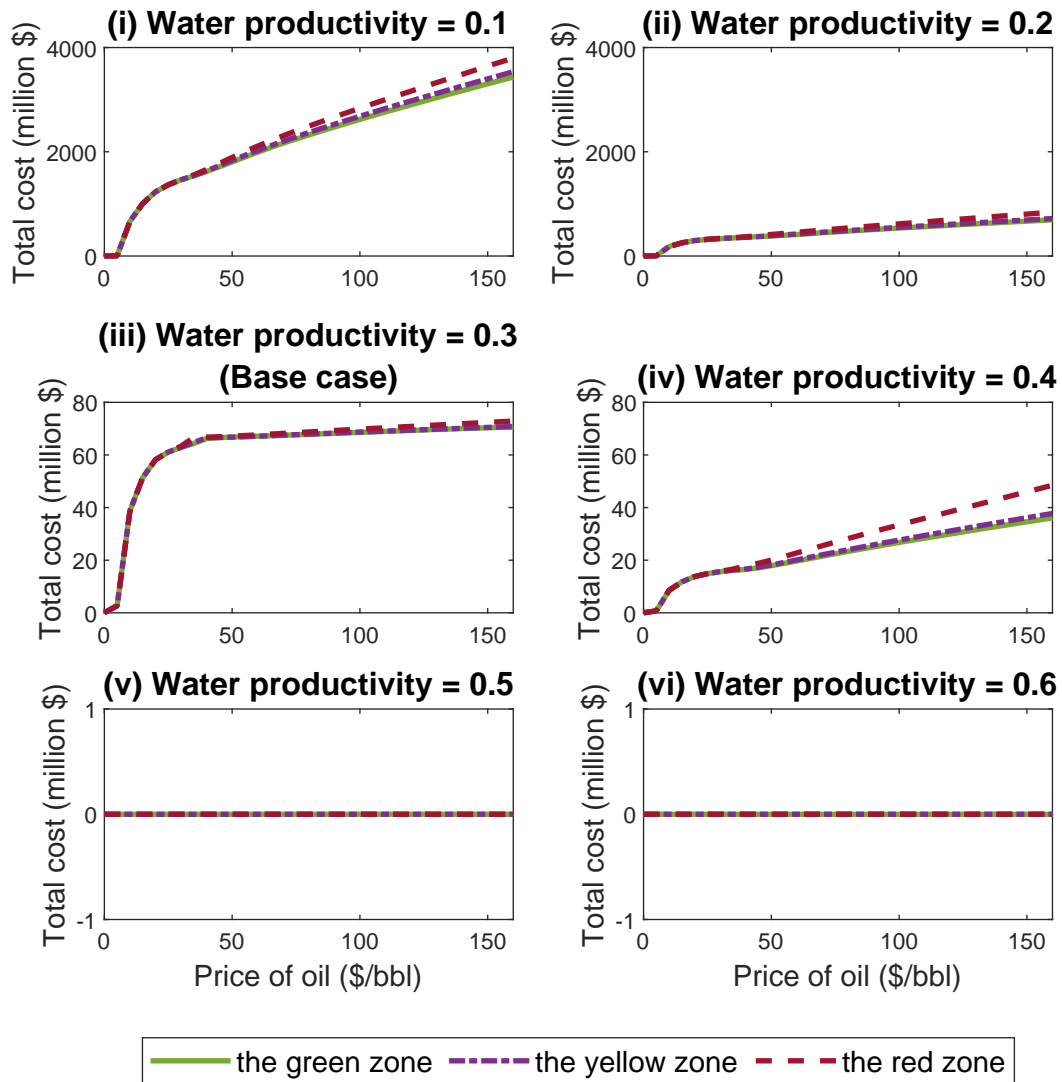 (i) Water productivity = 0.1
Total cost (million $)
4000
2000
0
0 50 100 150
(ii) Water productivity = 0.2
Total cost (million $)
4000
2000
0
0 50 100 150
(iii) Water productivity = 0.3
(Base case)
Total cost (million $)
80
60
40
20
0
0 50 100 150
(iv) Water productivity = 0.4
Total cost (million $)
80
60
40
20
0
0 50 100 150
(v) Water productivity = 0.5
Total cost (million $)
1
0
-1
0 50 100 150
Price of oil ($/bbl)
(vi) Water productivity = 0.6
Total cost (million $)
1
0
-1
0 50 100 150
Price of oil ($/bbl)
the green zone the yellow zone the red zone